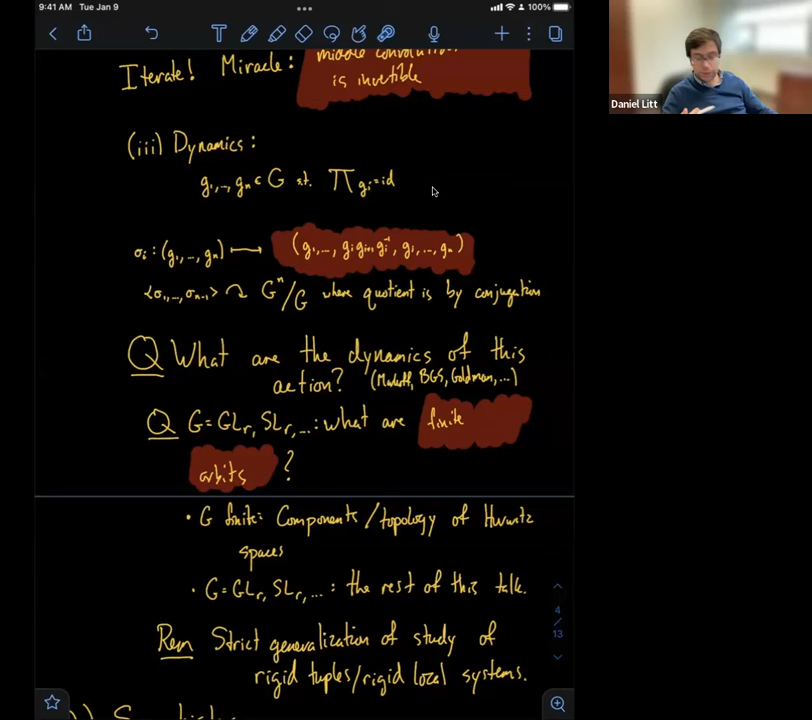 9:41 AM Tue Jan 9
100%
Daniel Litt
middle convolution
Iterate! Miracle:
is invertible
(iii) Dynamics:
g₁,..., gₙ ∈ G s.t. ∏ gᵢ = id
σᵢ : (g₁,..., gₙ) ⟼ (g₁,..., gᵢgᵢ₊₁gᵢ⁻¹, gᵢ,..., gₙ)
<σ₁,..., σₙ₋₁> ↷ Gⁿ/G where quotient is by conjugation
Q What are the dynamics of this
action? (Markoff, BGS, Goldman, ...)
Q G = GLᵣ, SLᵣ, ... : what are finite
orbits ?
• G finite: Components/topology of Hurwitz
spaces
• G = GLᵣ, SLᵣ, ... : the rest of this talk.
4
/
13
Rem Strict generalization of study of
rigid tuples/rigid local systems.